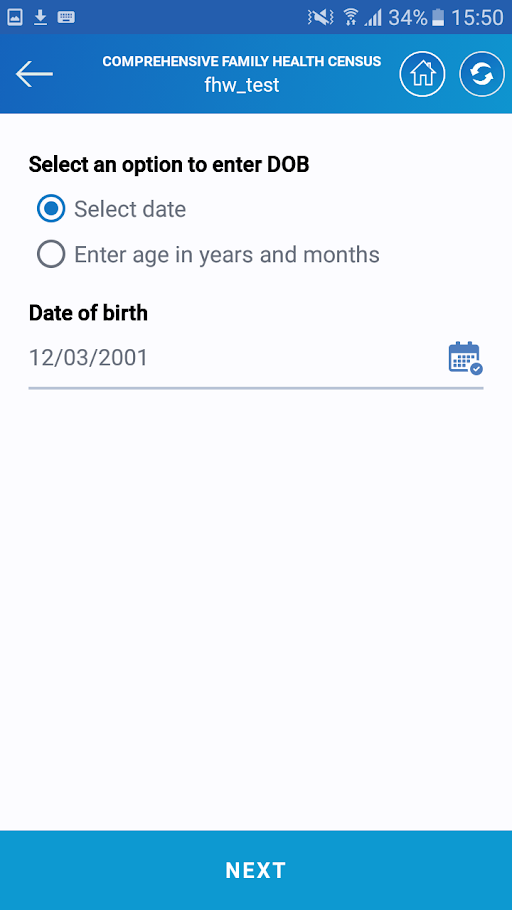 34% 15:50
COMPREHENSIVE FAMILY HEALTH CENSUS
fhw_test
Select an option to enter DOB
Select date
Enter age in years and months
Date of birth
12/03/2001
NEXT